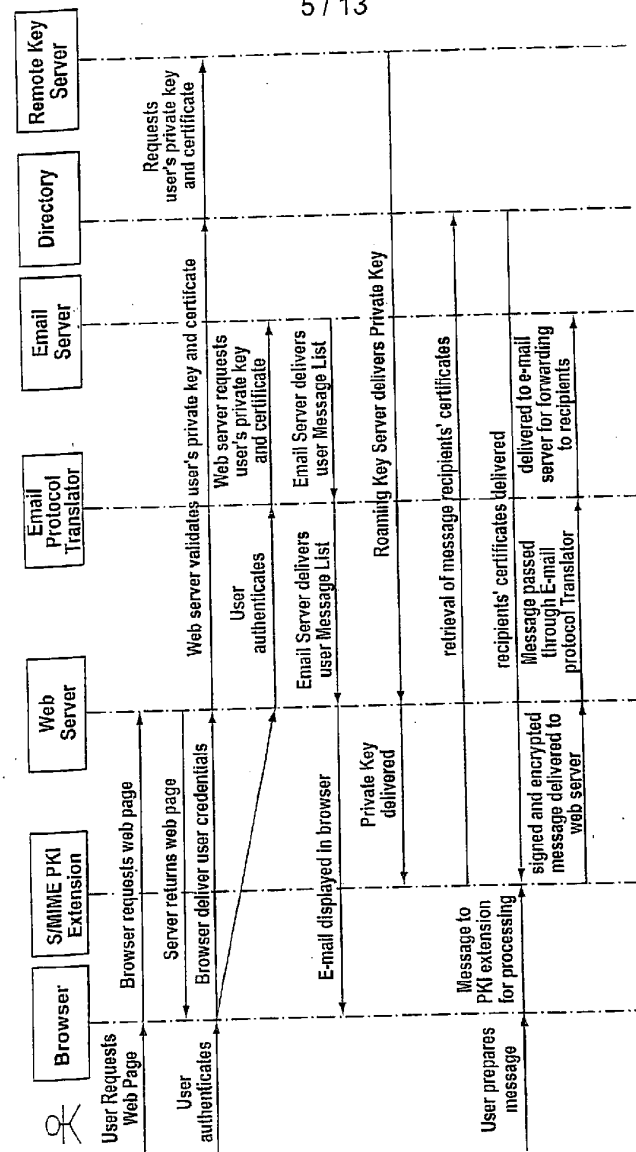 5 / 13
Browser
S/MIME PKI
Extension
Web
Server
Email
Protocol
Translator
Email
Server
Directory
Remote Key
Server
User Requests
Web Page
Browser requests web page
Server returns web page
User
authenticates
Browser deliver user credentials
Web server validates user's private key and certifcate
Requests
user's private key
and certificate
User
authenticates
Web server requests
user's private key
and certificate
Email Server delivers
user Message List
Email Server delivers
user Message List
E-mail displayed in browser
Roaming Key Server delivers Private Key
Private Key
delivered
retrieval of message recipients' certificates
recipients' certificates delivered
User prepares
message
Message to
PKI extension
for processing
signed and encrypted
message delivered to
web server
Message passed
through E-mail
protocol Translator
delivered to e-mail
server for forwarding
to recipients